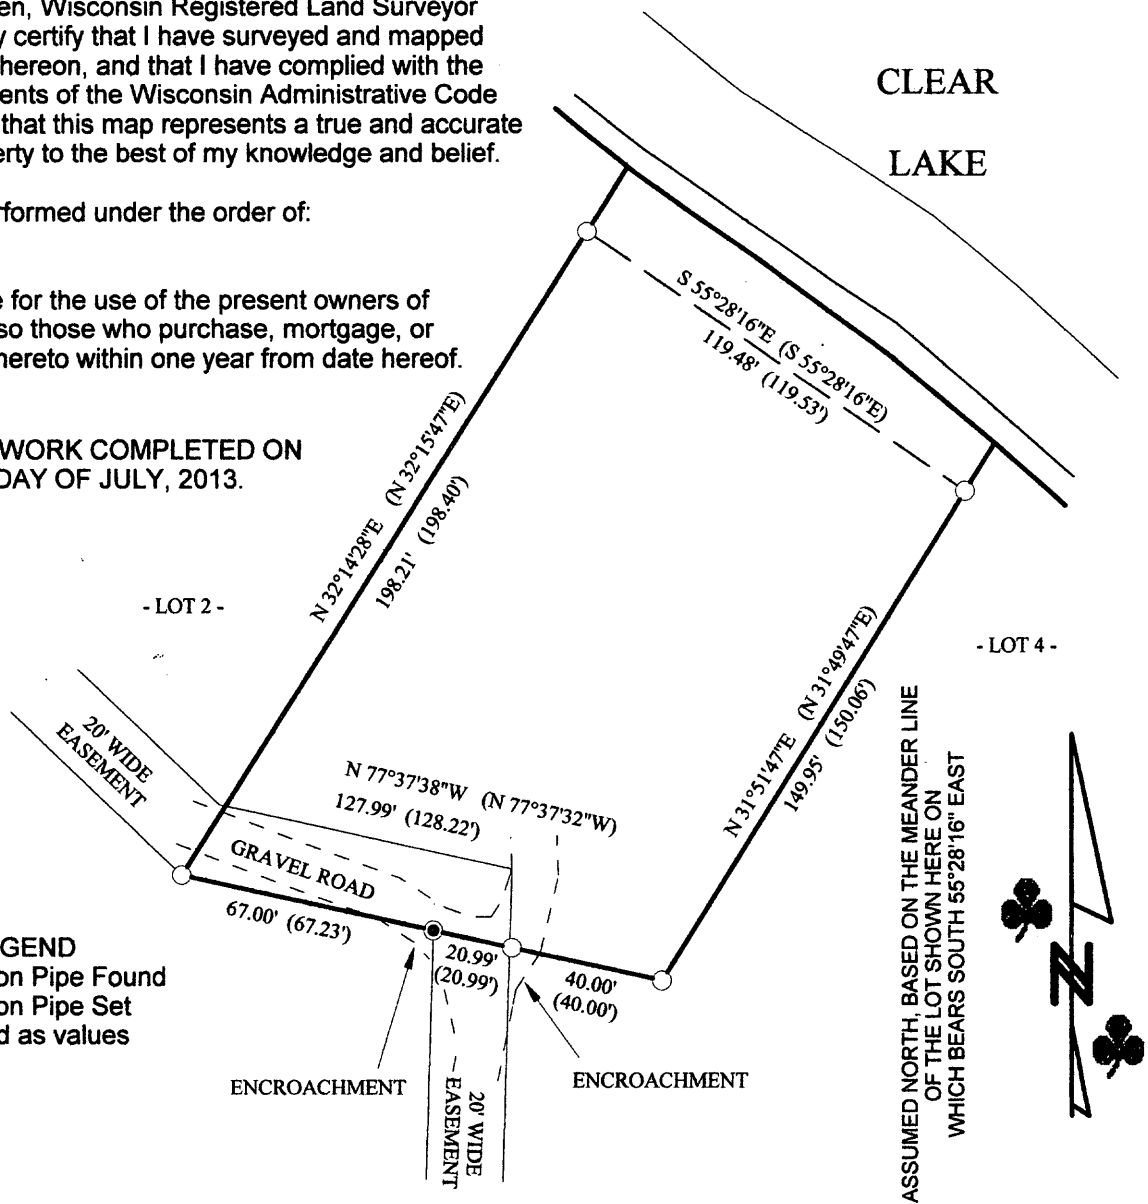 en, Wisconsin Registered Land Surveyor
y certify that I have surveyed and mapped
hereon, and that I have complied with the
ents of the Wisconsin Administrative Code
that this map represents a true and accurate
erty to the best of my knowledge and belief.
rformed under the order of:
e for the use of the present owners of
so those who purchase, mortgage, or
hereto within one year from date hereof.
WORK COMPLETED ON
DAY OF JULY, 2013.
CLEAR
LAKE
S 55°28'16"E (S 55°28'16"E)
119.48' (119.53')
N 32°14'28"E (N 32°15'47"E)
198.21' (198.40')
- LOT 2 -
- LOT 4 -
N 31°51'47"E (N 31°49'47"E)
149.95' (150.06')
20' WIDE
EASEMENT
N 77°37'38"W (N 77°37'32"W)
127.99' (128.22')
GRAVEL ROAD
67.00' (67.23')
20.99'
(20.99')
40.00'
(40.00')
ENCROACHMENT
ENCROACHMENT
20' WIDE
EASEMENT
GEND
on Pipe Found
on Pipe Set
d as values
ASSUMED NORTH, BASED ON THE MEANDER LINE
OF THE LOT SHOWN HERE ON
WHICH BEARS SOUTH 55°28'16" EAST
N